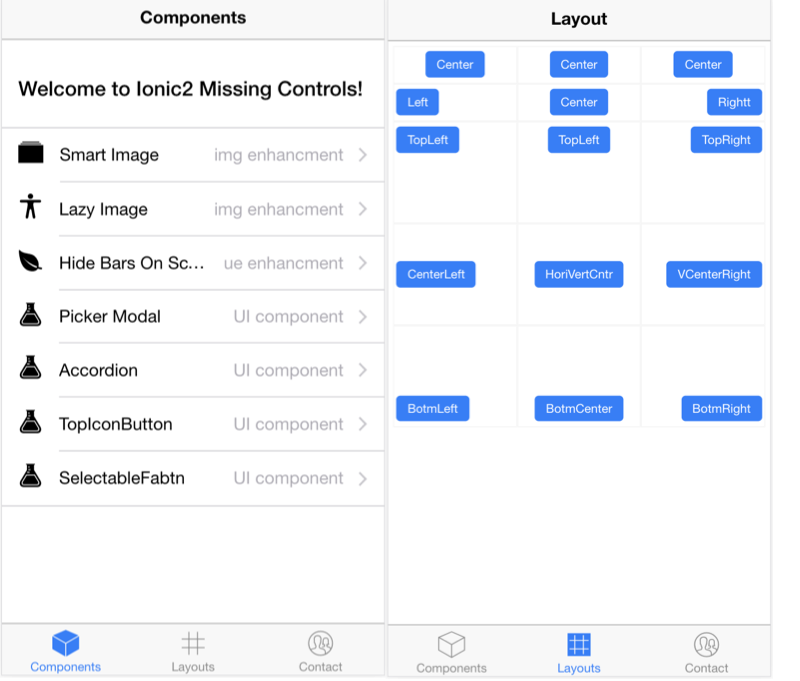 Components
Welcome to Ionic2 Missing Controls!
Smart Image img enhancment
Lazy Image img enhancment
Hide Bars On Sc... ue enhancment
Picker Modal UI component
Accordion UI component
TopIconButton UI component
SelectableFabtn UI component
Components Layouts Contact
Layout
Center Center Center
Left Center Rightt
TopLeft TopLeft TopRight
CenterLeft HoriVertCntr VCenterRight
BotmLeft BotmCenter BotmRight
Components Layouts Contact